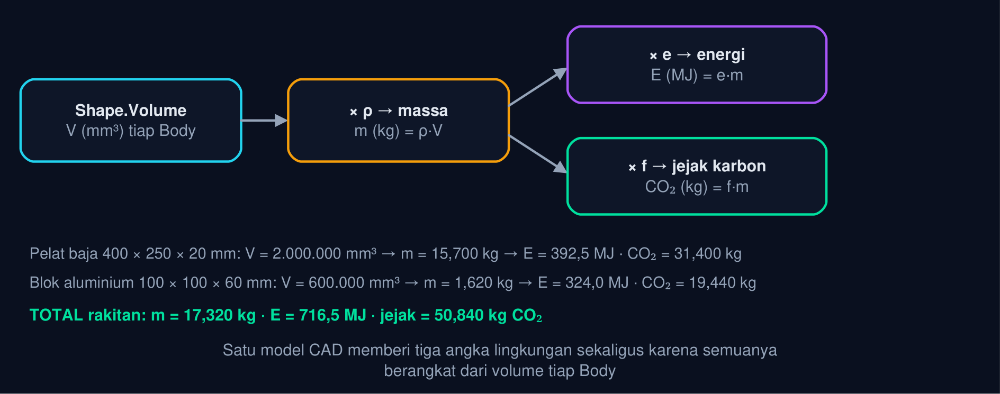 Shape.Volume
V (mm³) tiap Body
× ρ → massa
m (kg) = ρ·V
× e → energi
E (MJ) = e·m
× f → jejak karbon
CO₂ (kg) = f·m
Pelat baja 400 × 250 × 20 mm: V = 2.000.000 mm³ → m = 15,700 kg → E = 392,5 MJ · CO₂ = 31,400 kg
Blok aluminium 100 × 100 × 60 mm: V = 600.000 mm³ → m = 1,620 kg → E = 324,0 MJ · CO₂ = 19,440 kg
TOTAL rakitan: m = 17,320 kg · E = 716,5 MJ · jejak = 50,840 kg CO₂
Satu model CAD memberi tiga angka lingkungan sekaligus karena semuanya
berangkat dari volume tiap Body